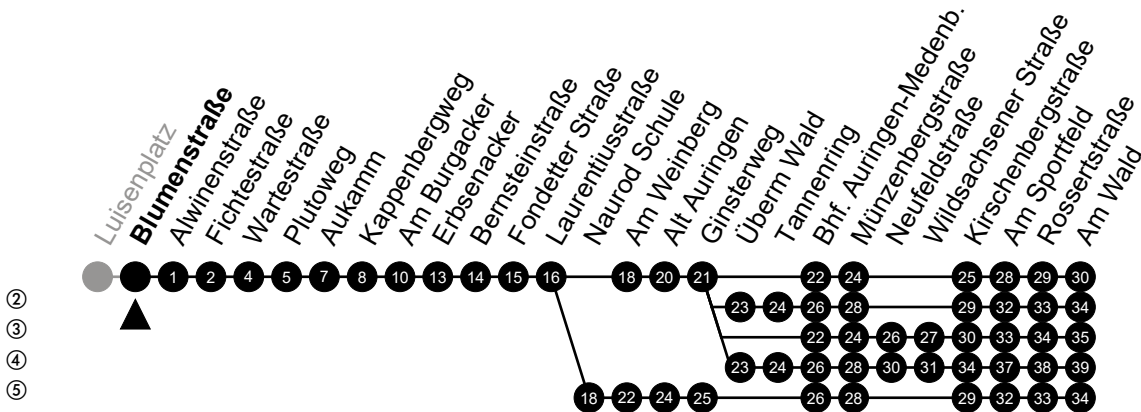 Luisenplatz
Blumenstraße
Alwinenstraße
Fichtestraße
Wartestraße
Plutoweg
Aukamm
Kappenbergweg
Am Burgacker
Erbsenacker
Bernsteinstraße
Fondetter Straße
Laurentiusstraße
Naurod Schule
Am Weinberg
Alt Auringen
Ginsterweg
Überm Wald
Tannenring
Bhf. Auringen-Medenb.
Münzenbergstraße
Neufeldstraße
Wildsachsener Straße
Kirschenbergstraße
Am Sportfeld
Rossertstraße
Am Wald
1 2 4 5 7 8 10 13 14 15 16 18 20 21 22 24 25 28 29 30
② 23 24 26 28 29 32 33 34
③ 22 24 26 27 30 33 34 35
④ 23 24 26 28 30 31 34 37 38 39
⑤ 18 22 24 25 26 28 29 32 33 34